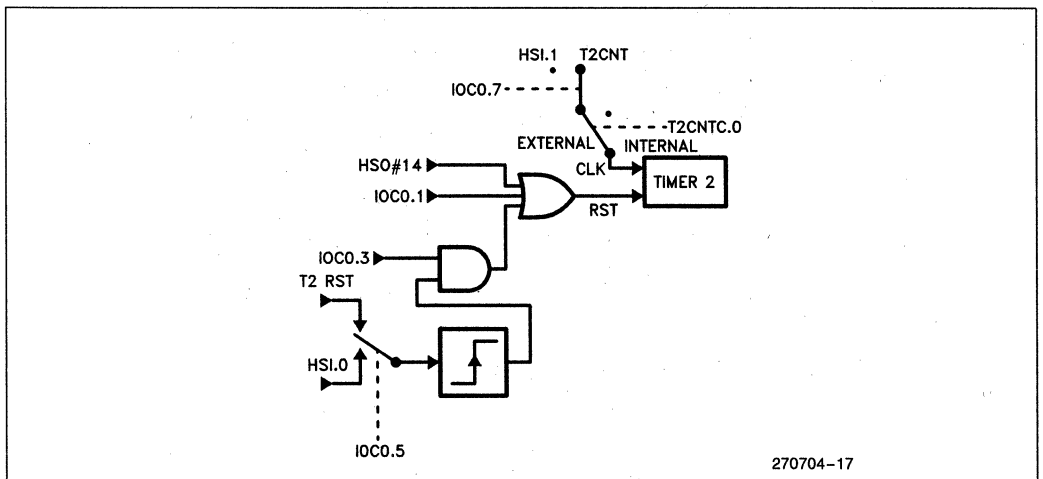 HSI.1 T2CNT
IOC0.7
T2CNTC.0
EXTERNAL INTERNAL
HSO#14
CLK
TIMER 2
IOC0.1
RST
IOC0.3
T2 RST
HSI.0
IOC0.5
270704-17